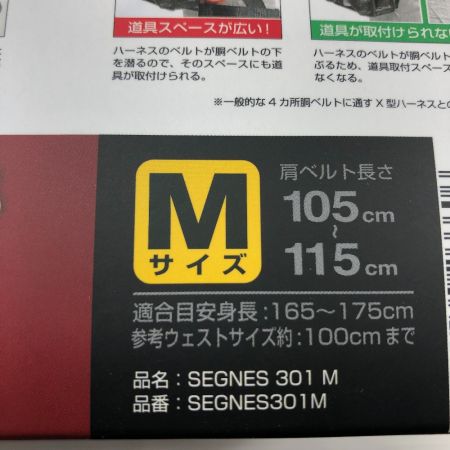 道具スペースが広い!
ハーネスのベルトが胴ベルトの下
を潜るので、そのスペースにも道
具が取付けられる。
道具が取付けられな
ハーネスのベルトが胴ベルト
ぶるため、道具取付スペース
なくなる。
※一般的な4カ所胴ベルトに通すX型ハーネスと
M
サイズ
肩ベルト長さ
105cm
~
115cm
適合目安身長:165~175cm
参考ウェストサイズ約:100cmまで
品名:SEGNES 301 M
品番:SEGNES301M